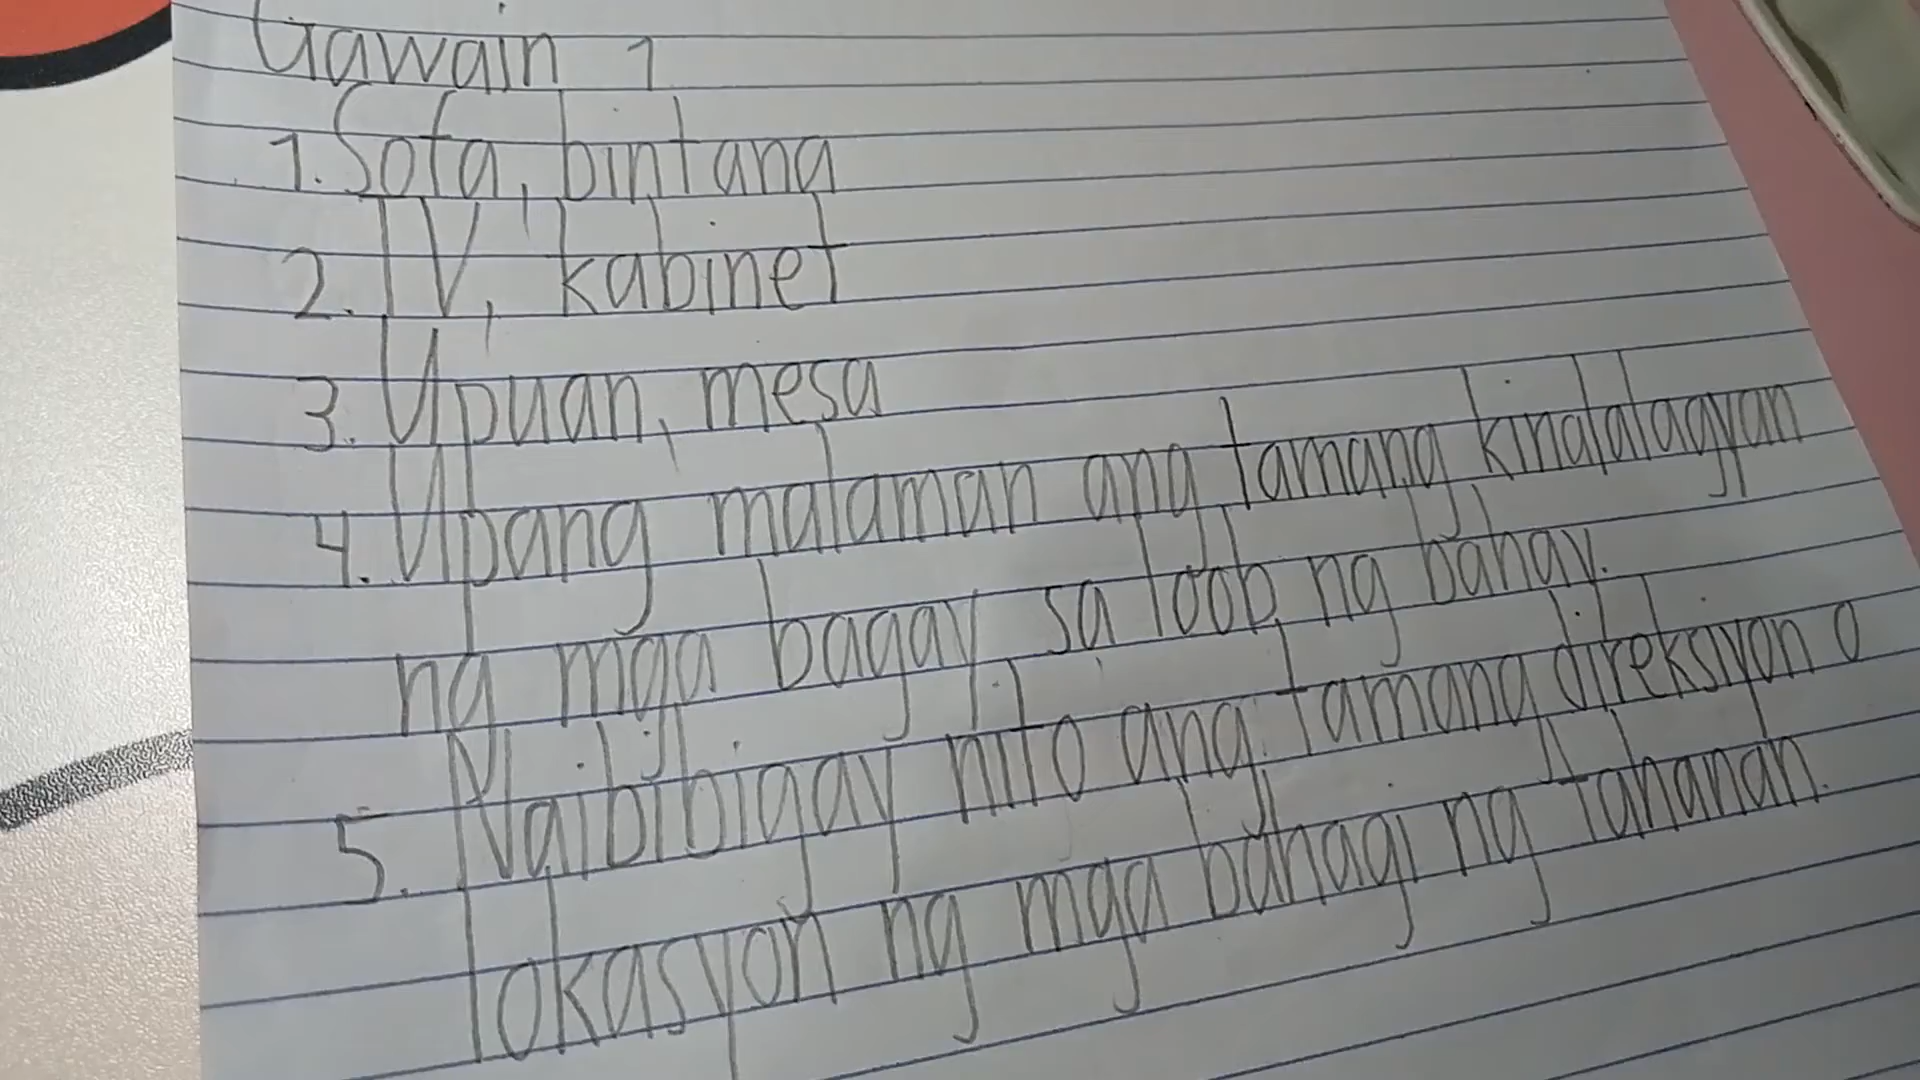 Gawain 1
1. Sofa, bintana
2. TV, kabinet
3. Upuan, mesa
4. Upang malaman ang tamang kinalalagyan
ng mga bagay sa loob ng bahay.
5. Naibibigay nito ang tamang direksiyon o
lokasyon ng mga bahagi ng tahanan.